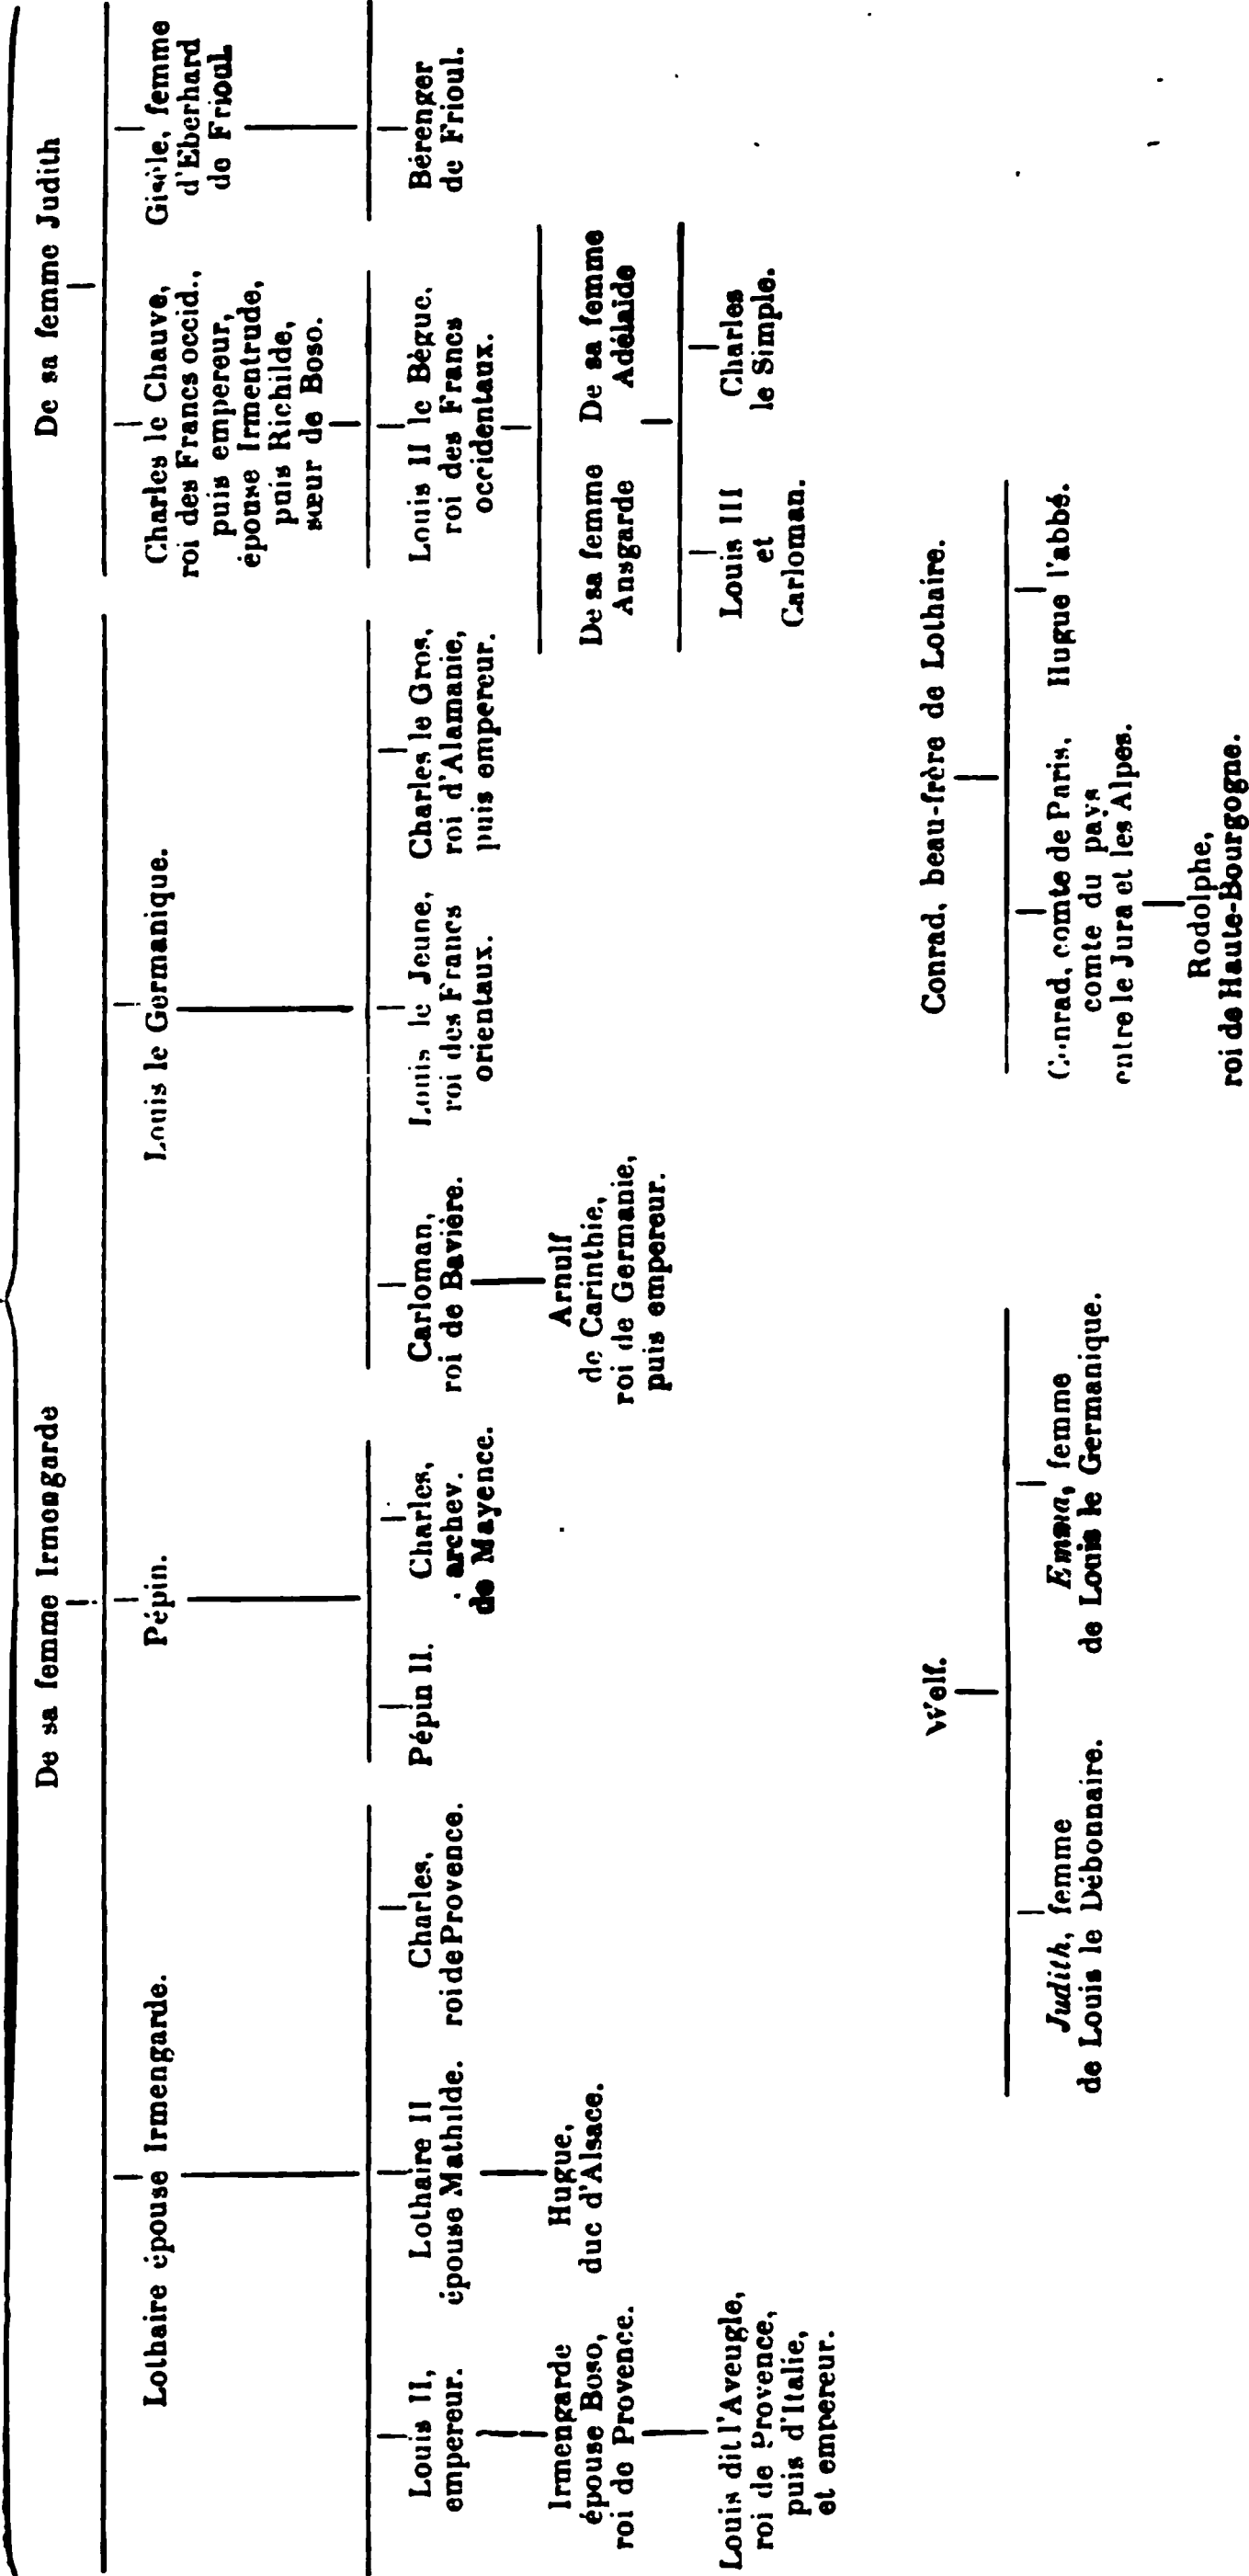 De sa femme Irmengarde
De sa femme Judith
Lothaire épouse Irmengarde.
Pépin.
Louis le Germanique.
Charles le Chauve,
roi des Francs occid.,
puis empereur,
épouse Irmentrude,
puis Richilde,
sœur de Boso.
Gisèle, femme
d'Eberhard
de Frioul.
Louis II,
empereur.
Lothaire II
épouse Mathilde.
Charles,
roi de Provence.
Pépin II.
Charles,
archev.
de Mayence.
Carloman,
roi de Bavière.
Louis le Jeune,
roi des Francs
orientaux.
Charles le Gros,
roi d'Alamanie,
puis empereur.
Louis II le Bègue.
roi des Francs
occidentaux.
Bérenger
de Frioul.
Irmengarde
épouse Boso,
roi de Provence.
Hugue,
duc d'Alsace.
Arnulf
de Carinthie,
roi de Germanie,
puis empereur.
De sa femme
Ansgarde
De sa femme
Adélaide
Louis dit l'Aveugle,
roi de Provence,
puis d'Italie,
et empereur.
Louis III
et
Carloman.
Charles
le Simple.
Welf.
Conrad, beau-frère de Lothaire.
Judith, femme
de Louis le Débonnaire.
Emma, femme
de Louis le Germanique.
Conrad, comte de Paris,
comte du pays
entre le Jura et les Alpes.
Hugue l'abbé.
Rodolphe,
roi de Haute-Bourgogne.